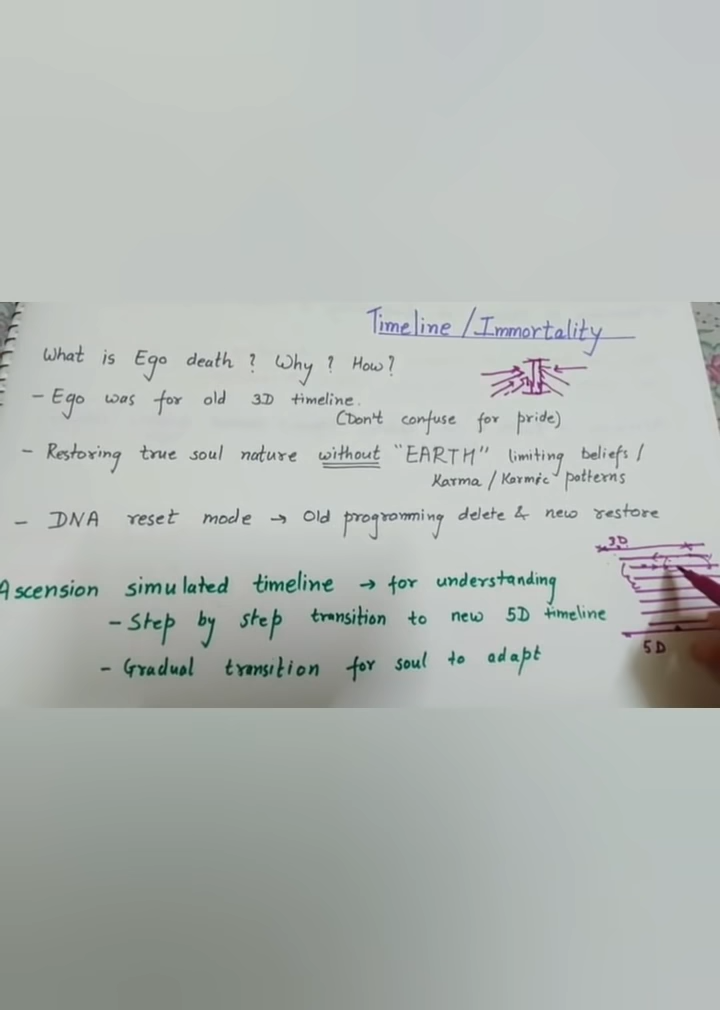 Timeline / Immortality
What is Ego death ? Why ? How ?
- Ego was for old 3D timeline.
(Don't confuse for pride)
- Restoring true soul nature without "EARTH" limiting beliefs /
Karma / Karmic patterns
- DNA reset mode → Old programming delete & new restore
3D
Ascension simulated timeline → for understanding
- Step by step transition to new 5D timeline
- Gradual transition for soul to adapt
5D